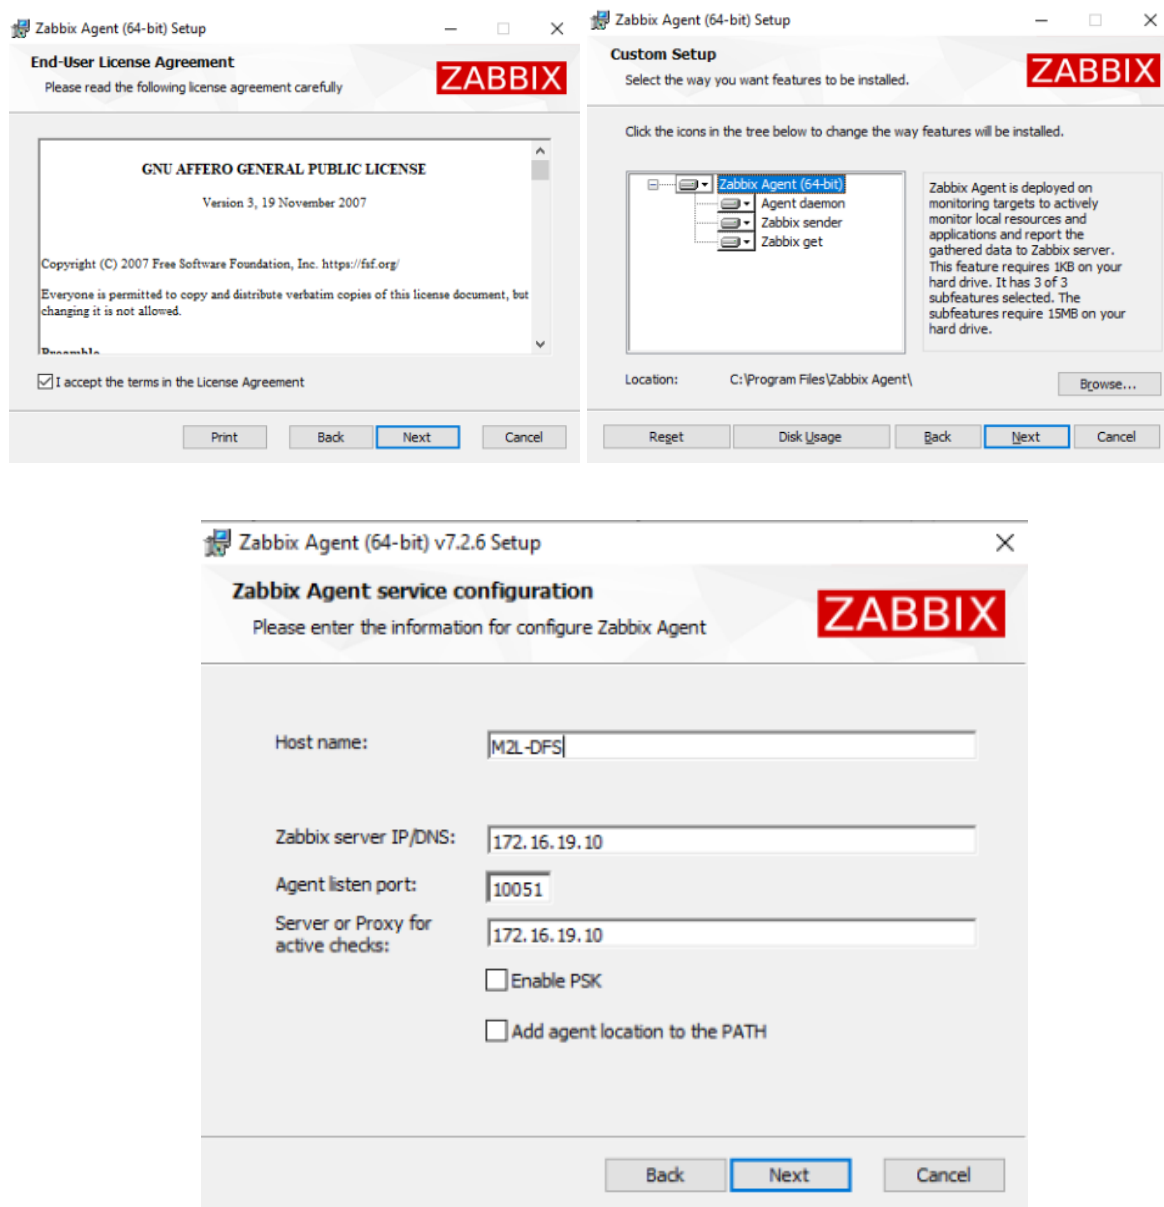 Zabbix Agent (64-bit) Setup
End-User License Agreement
Please read the following license agreement carefully
ZABBIX
GNU AFFERO GENERAL PUBLIC LICENSE
Version 3, 19 November 2007
Copyright (C) 2007 Free Software Foundation, Inc. https://fsf.org/
Everyone is permitted to copy and distribute verbatim copies of this license document, but
changing it is not allowed.
Preamble
I accept the terms in the License Agreement
Print
Back
Next
Cancel
Zabbix Agent (64-bit) Setup
Custom Setup
Select the way you want features to be installed.
ZABBIX
Click the icons in the tree below to change the way features will be installed.
Zabbix Agent (64-bit)
Agent daemon
Zabbix sender
Zabbix get
Zabbix Agent is deployed on
monitoring targets to actively
monitor local resources and
applications and report the
gathered data to Zabbix server.
This feature requires 1KB on your
hard drive. It has 3 of 3
subfeatures selected. The
subfeatures require 15MB on your
hard drive.
Location:
C:\Program Files\Zabbix Agent\
Browse...
Reset
Disk Usage
Back
Next
Cancel
Zabbix Agent (64-bit) v7.2.6 Setup
Zabbix Agent service configuration
Please enter the information for configure Zabbix Agent
ZABBIX
Host name:
M2L-DFS
Zabbix server IP/DNS:
172.16.19.10
Agent listen port:
10051
Server or Proxy for
active checks:
172.16.19.10
Enable PSK
Add agent location to the PATH
Back
Next
Cancel